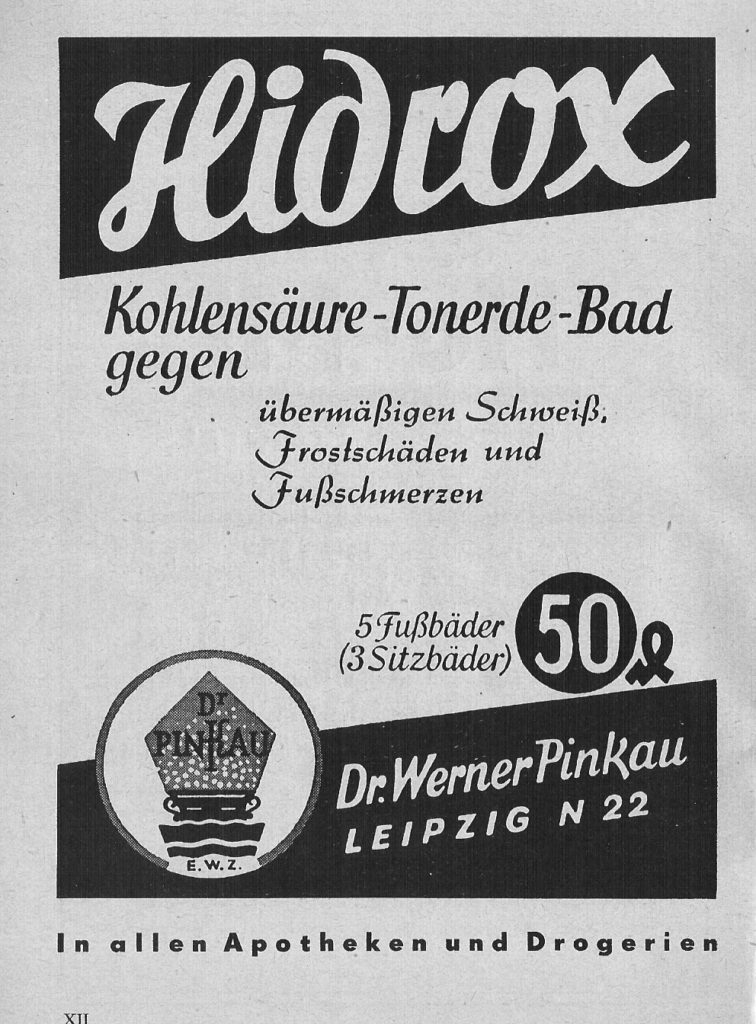 Hidrox
Kohlensäure-Tonerde-Bad
gegen
übermäßigen Schweiß,
Frostschäden und
Fußschmerzen
5 Fußbäder
(3 Sitzbäder)
50 ₰
Dr
PINKAU
E.W.Z.
Dr. Werner Pinkau
LEIPZIG N 22
In allen Apotheken und Drogerien
XII